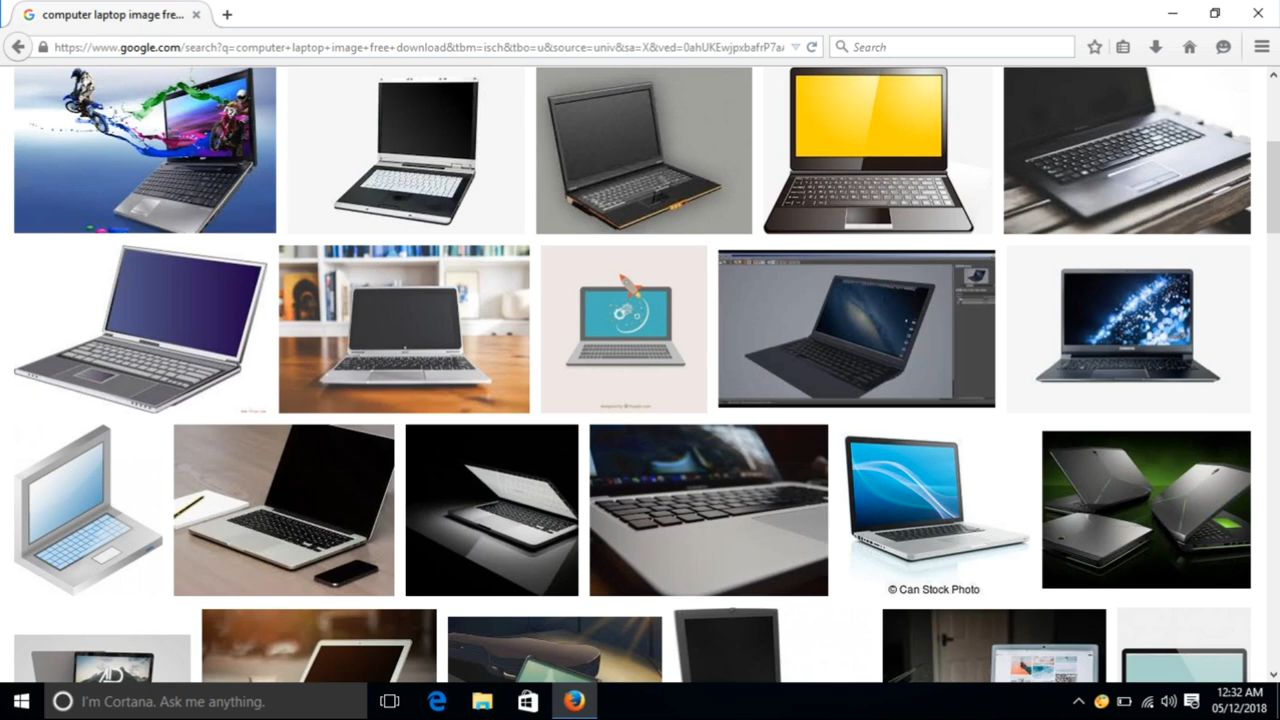 computer laptop image free...
https://www.google.com/search?q=computer+laptop+image+free+download&tbm=isch&tbo=u&source=univ&sa=X&ved=0ahUKEwjpxbafrP7a
Search
© Can Stock Photo
I'm Cortana. Ask me anything.
12:32 AM
05/12/2018